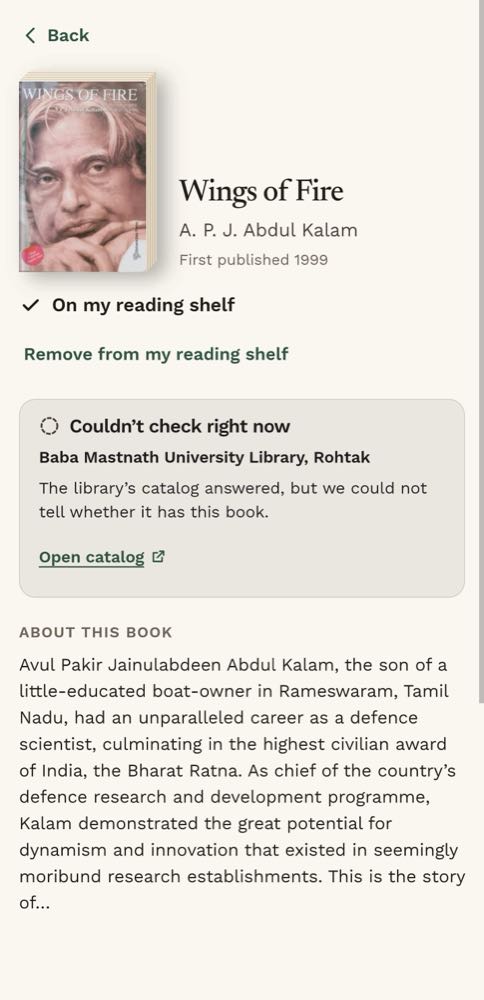 Back
WINGS OF FIRE
Wings of Fire
A. P. J. Abdul Kalam
First published 1999
On my reading shelf
Remove from my reading shelf
Couldn’t check right now
Baba Mastnath University Library, Rohtak
The library’s catalog answered, but we could not
tell whether it has this book.
Open catalog
ABOUT THIS BOOK
Avul Pakir Jainulabdeen Abdul Kalam, the son of a
little-educated boat-owner in Rameswaram, Tamil
Nadu, had an unparalleled career as a defence
scientist, culminating in the highest civilian award
of India, the Bharat Ratna. As chief of the country’s
defence research and development programme,
Kalam demonstrated the great potential for
dynamism and innovation that existed in seemingly
moribund research establishments. This is the story
of…